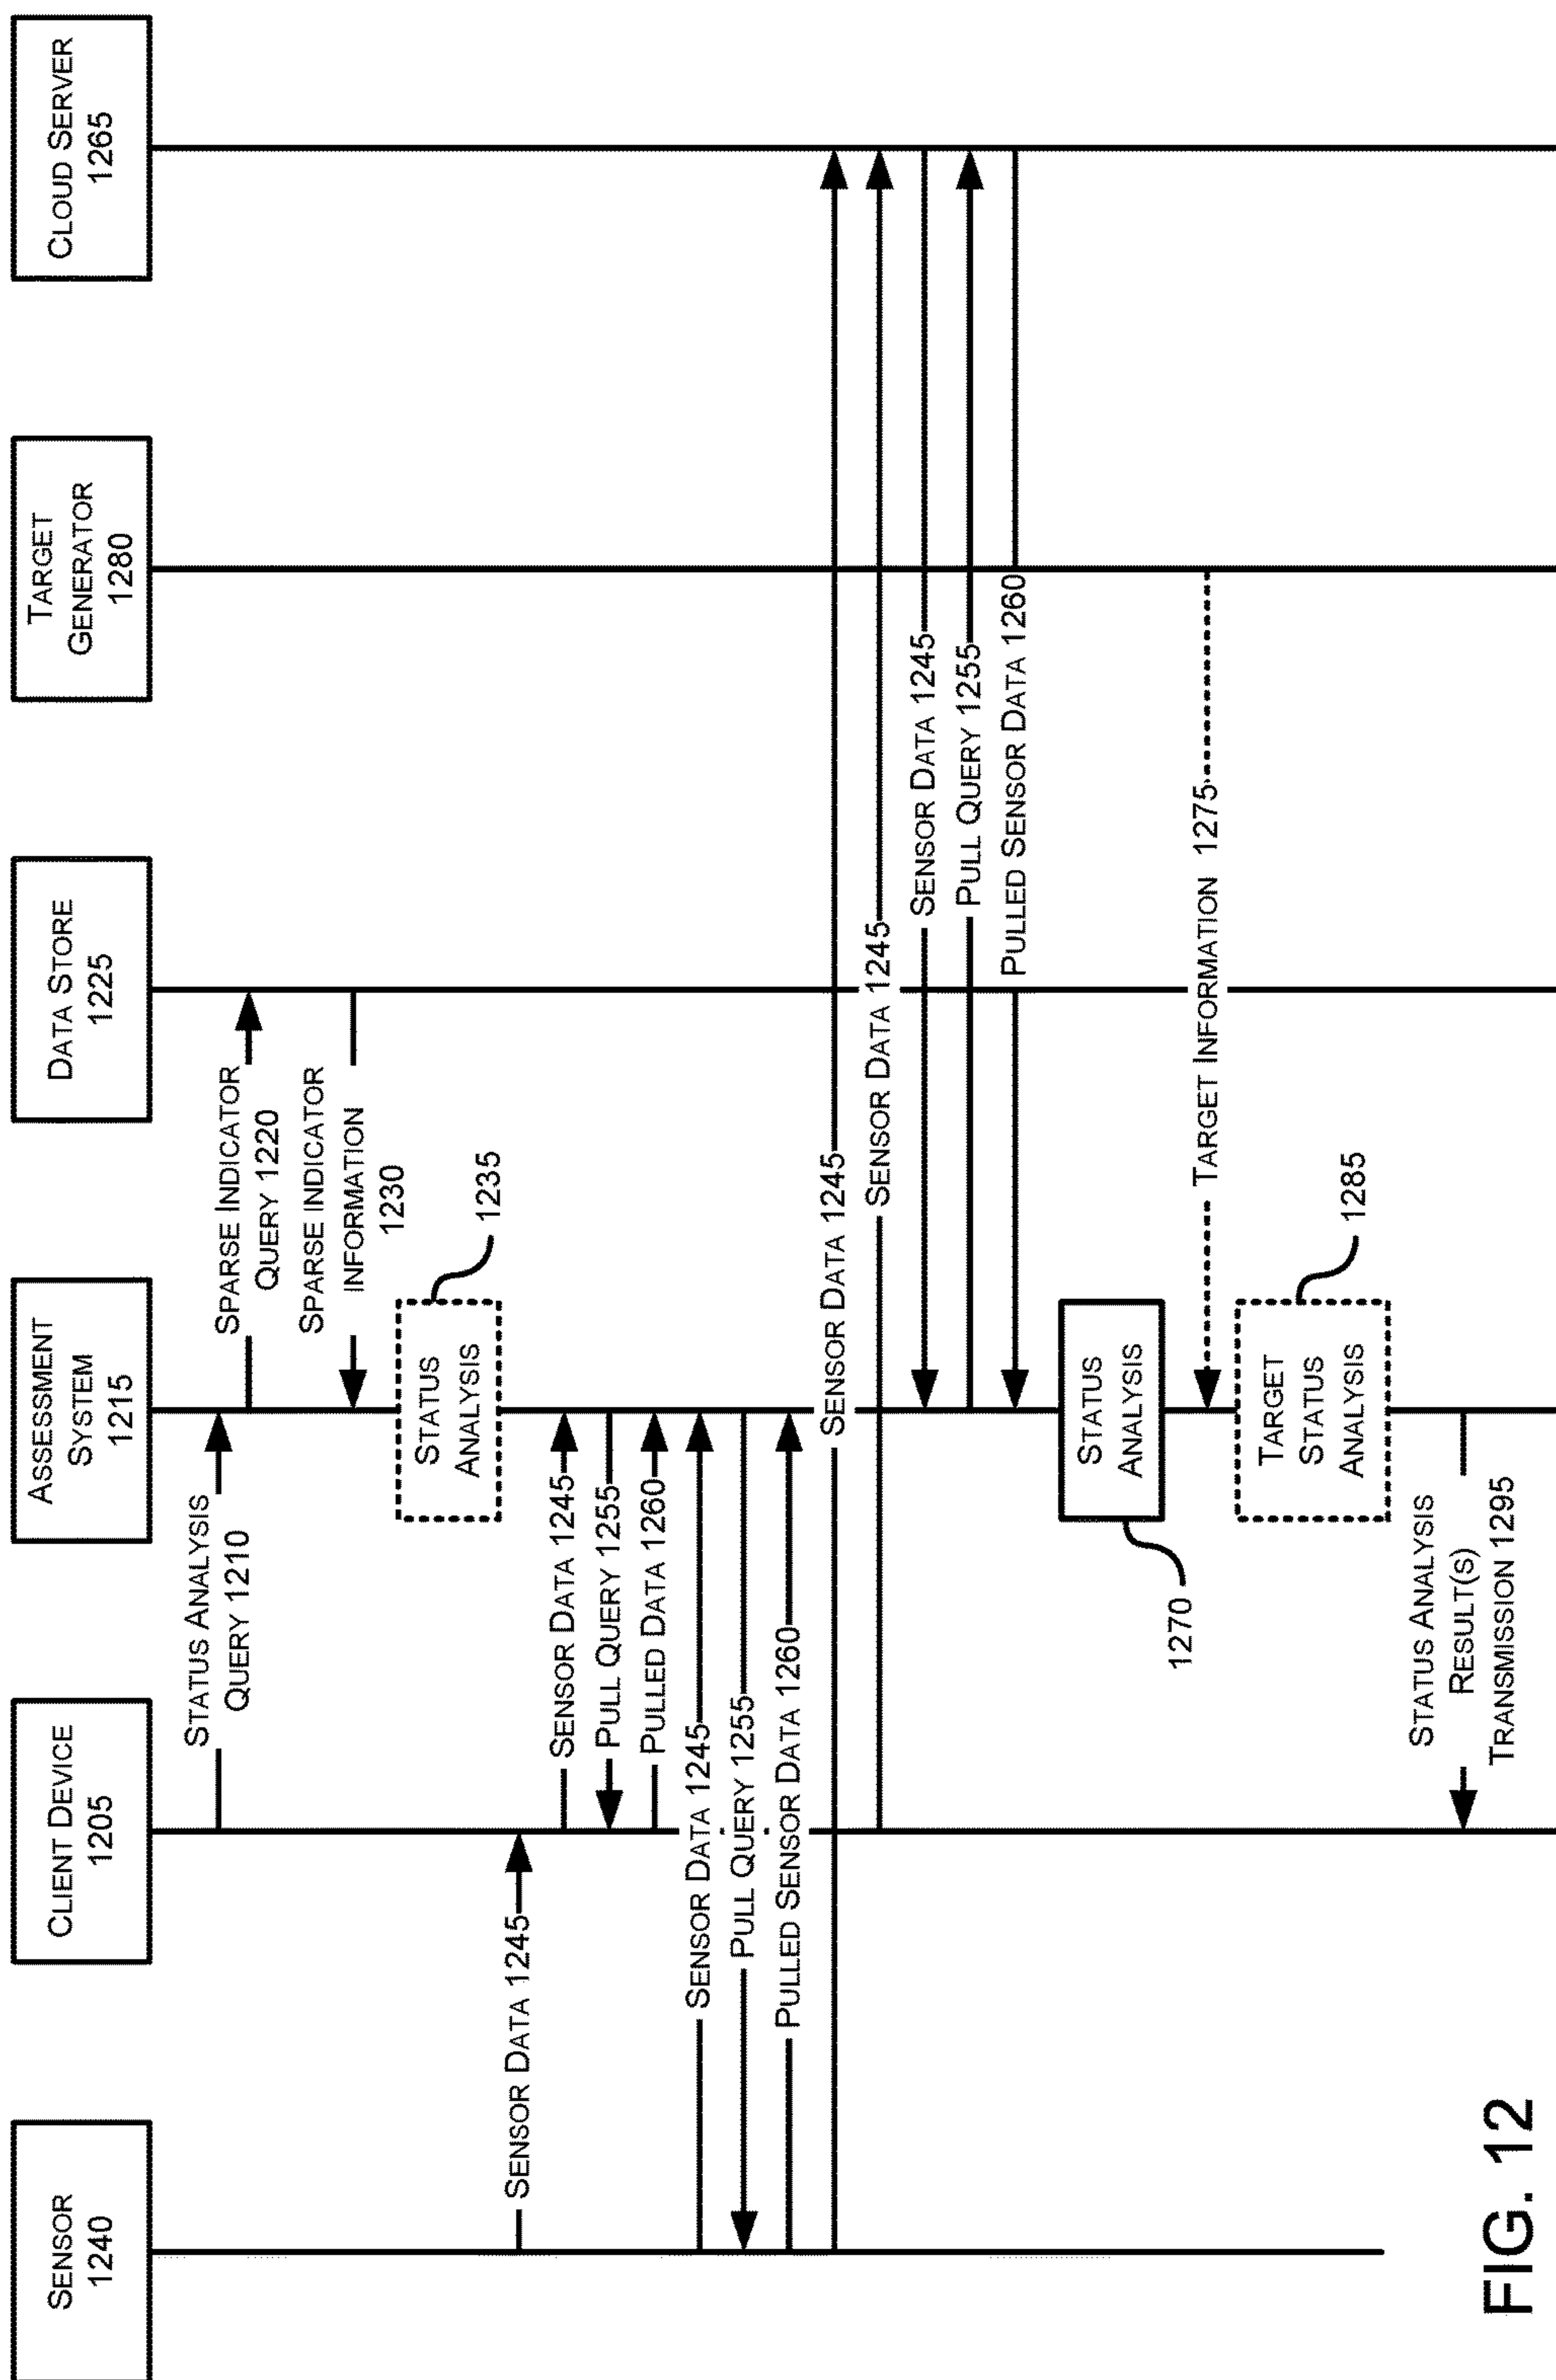 SENSOR
1240
CLIENT DEVICE
1205
ASSESSMENT
SYSTEM
1215
DATA STORE
1225
TARGET
GENERATOR
1280
CLOUD SERVER
1265
STATUS ANALYSIS
QUERY 1210
SPARSE INDICATOR
QUERY 1220
SPARSE INDICATOR
INFORMATION
1230
STATUS
ANALYSIS
1235
SENSOR DATA 1245
SENSOR DATA 1245
PULL QUERY 1255
PULLED DATA 1260
SENSOR DATA 1245
PULL QUERY 1255
PULLED SENSOR DATA 1260
SENSOR DATA 1245
SENSOR DATA 1245
SENSOR DATA 1245
PULL QUERY 1255
PULLED SENSOR DATA 1260
STATUS
ANALYSIS
1270
TARGET INFORMATION 1275
TARGET
STATUS
ANALYSIS
1285
STATUS ANALYSIS
RESULT(S)
TRANSMISSION 1295
FIG. 12